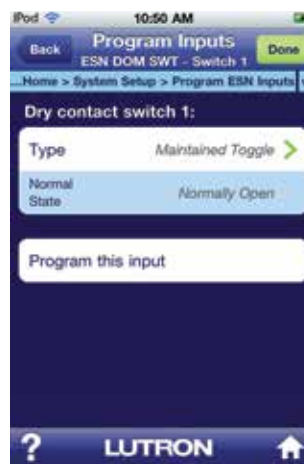 iPod 10:50 AM
Back Program Inputs Done
ESN DOM SWT - Switch 1
...Home > System Setup > Program ESN Inputs
Dry contact switch 1:
Type Maintained Toggle >
Normal State Normally Open
Program this input
? LUTRON